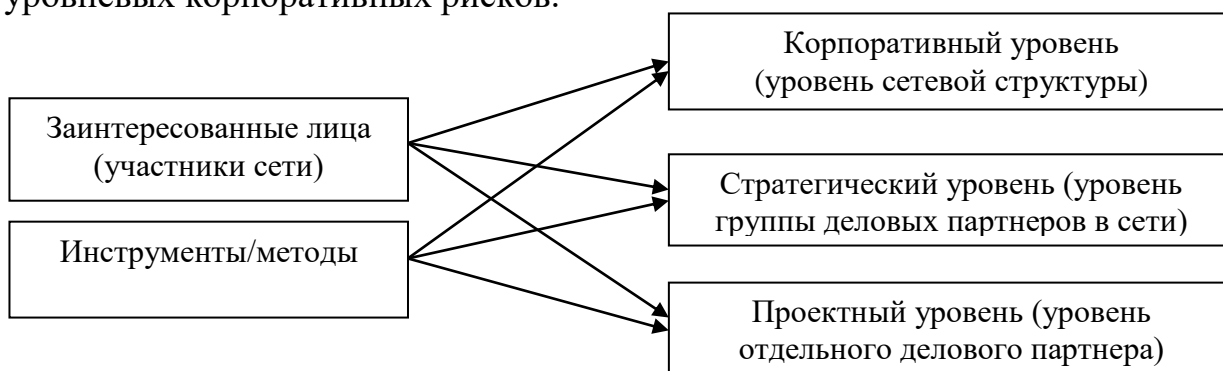 уровневых корпоративных рисков.
Заинтересованные лица
(участники сети)
Инструменты/методы
Корпоративный уровень
(уровень сетевой структуры)
Стратегический уровень (уровень
группы деловых партнеров в сети)
Проектный уровень (уровень
отдельного делового партнера)